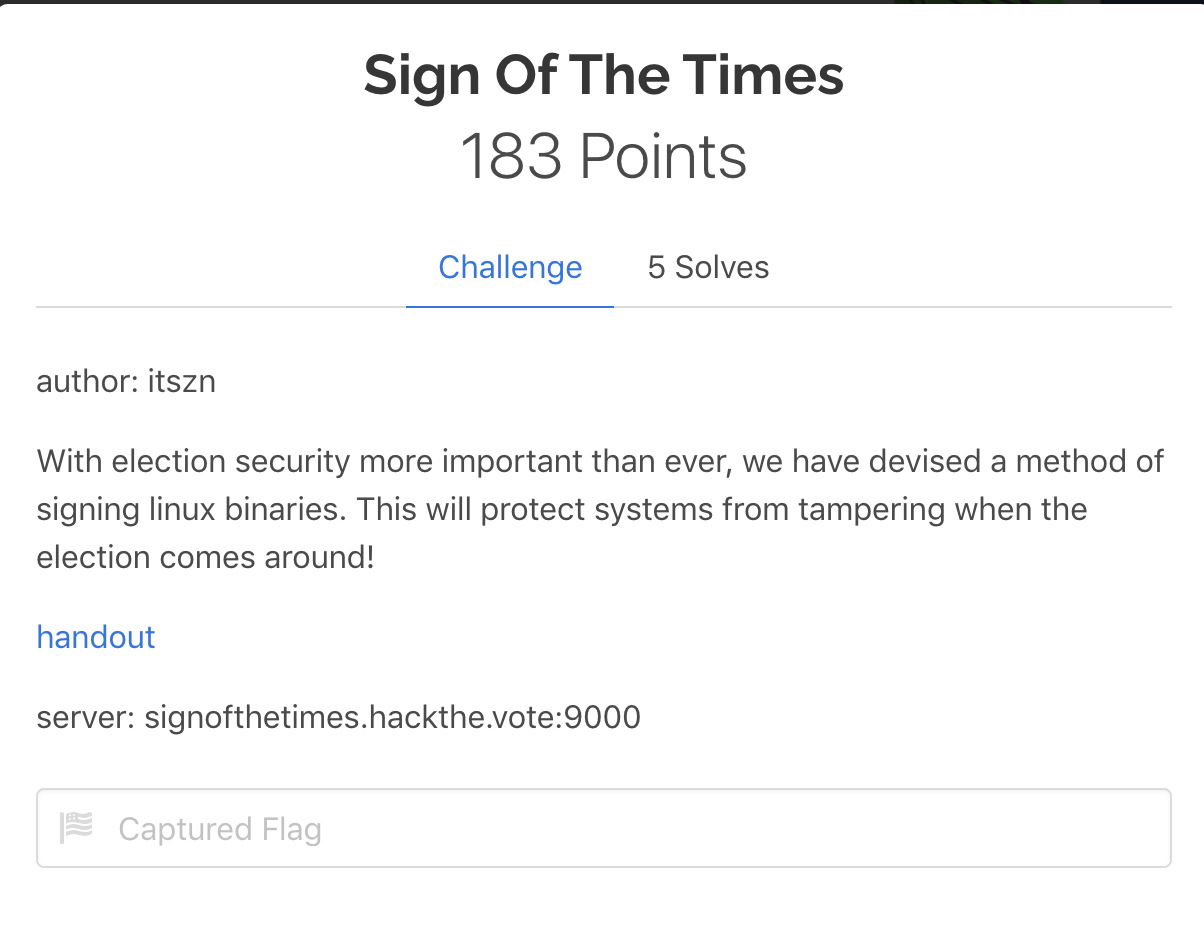 Sign Of The Times
183 Points
Challenge 5 Solves
author: itszn
With election security more important than ever, we have devised a method of
signing linux binaries. This will protect systems from tampering when the
election comes around!
handout
server: signofthetimes.hackthe.vote:9000
Captured Flag